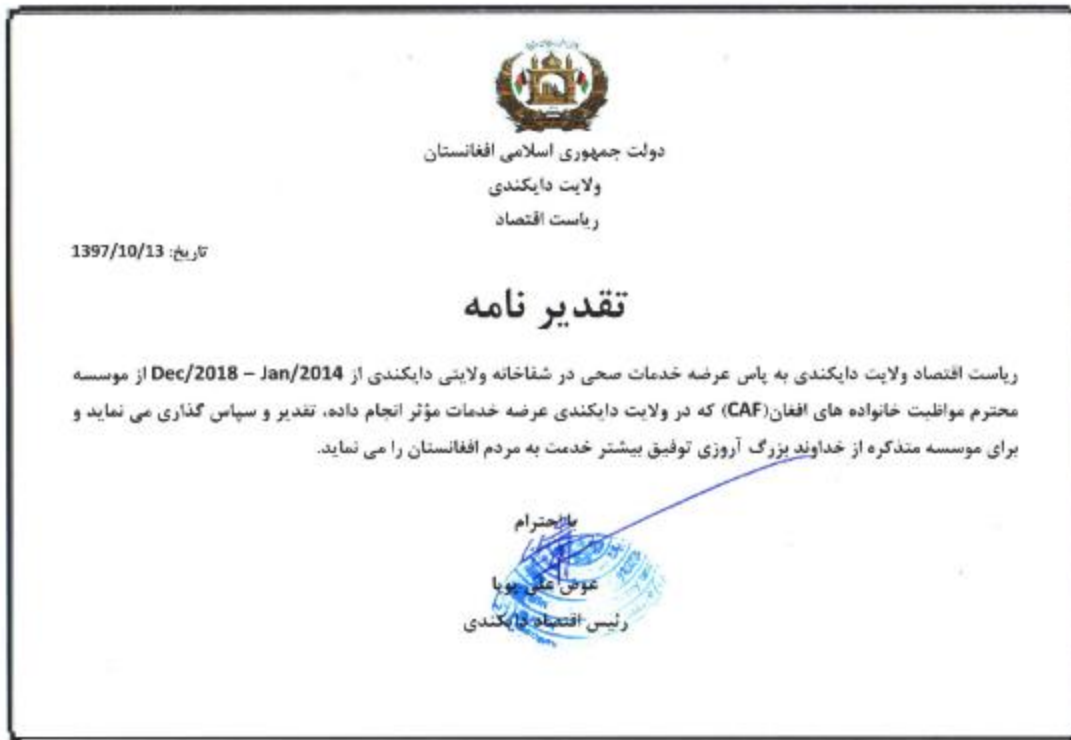 دولت جمهوری اسلامی افغانستان
ولایت دایکندی
ریاست اقتصاد
تاریخ: 1397/10/13
تقدیر نامه
ریاست اقتصاد ولایت دایکندی به پاس عرضه خدمات صحی در شفاخانه ولایتی دایکندی از Dec/2018 – Jan/2014 از موسسه
محترم مواظبت خانواده های افغان(CAF) که در ولایت دایکندی عرضه خدمات مؤثر انجام داده، تقدیر و سپاس گذاری می نماید و
برای موسسه متذکره از خداوند بزرگ آروزی توفیق بیشتر خدمت به مردم افغانستان را می نماید.
با احترام
عوض علی پویا
رئیس اقتصاد دایکندی